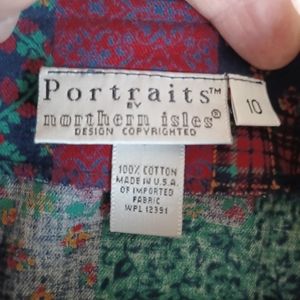 Portraits™
BY
northern isles®
DESIGN COPYRIGHTED
10
100% COTTON
MADE IN U.S.A.
OF IMPORTED
FABRIC
WPL 12391